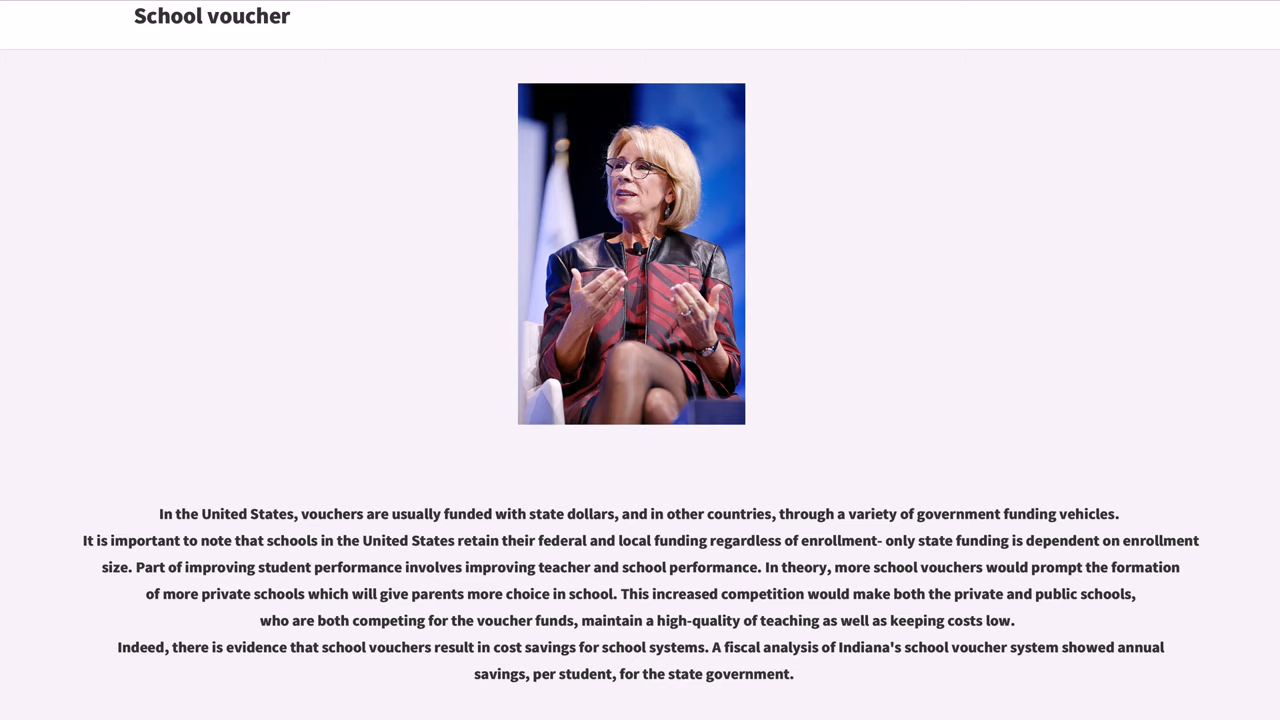 School voucher
In the United States, vouchers are usually funded with state dollars, and in other countries, through a variety of government funding vehicles.
It is important to note that schools in the United States retain their federal and local funding regardless of enrollment- only state funding is dependent on enrollment
size. Part of improving student performance involves improving teacher and school performance. In theory, more school vouchers would prompt the formation
of more private schools which will give parents more choice in school. This increased competition would make both the private and public schools,
who are both competing for the voucher funds, maintain a high-quality of teaching as well as keeping costs low.
Indeed, there is evidence that school vouchers result in cost savings for school systems. A fiscal analysis of Indiana's school voucher system showed annual
savings, per student, for the state government.